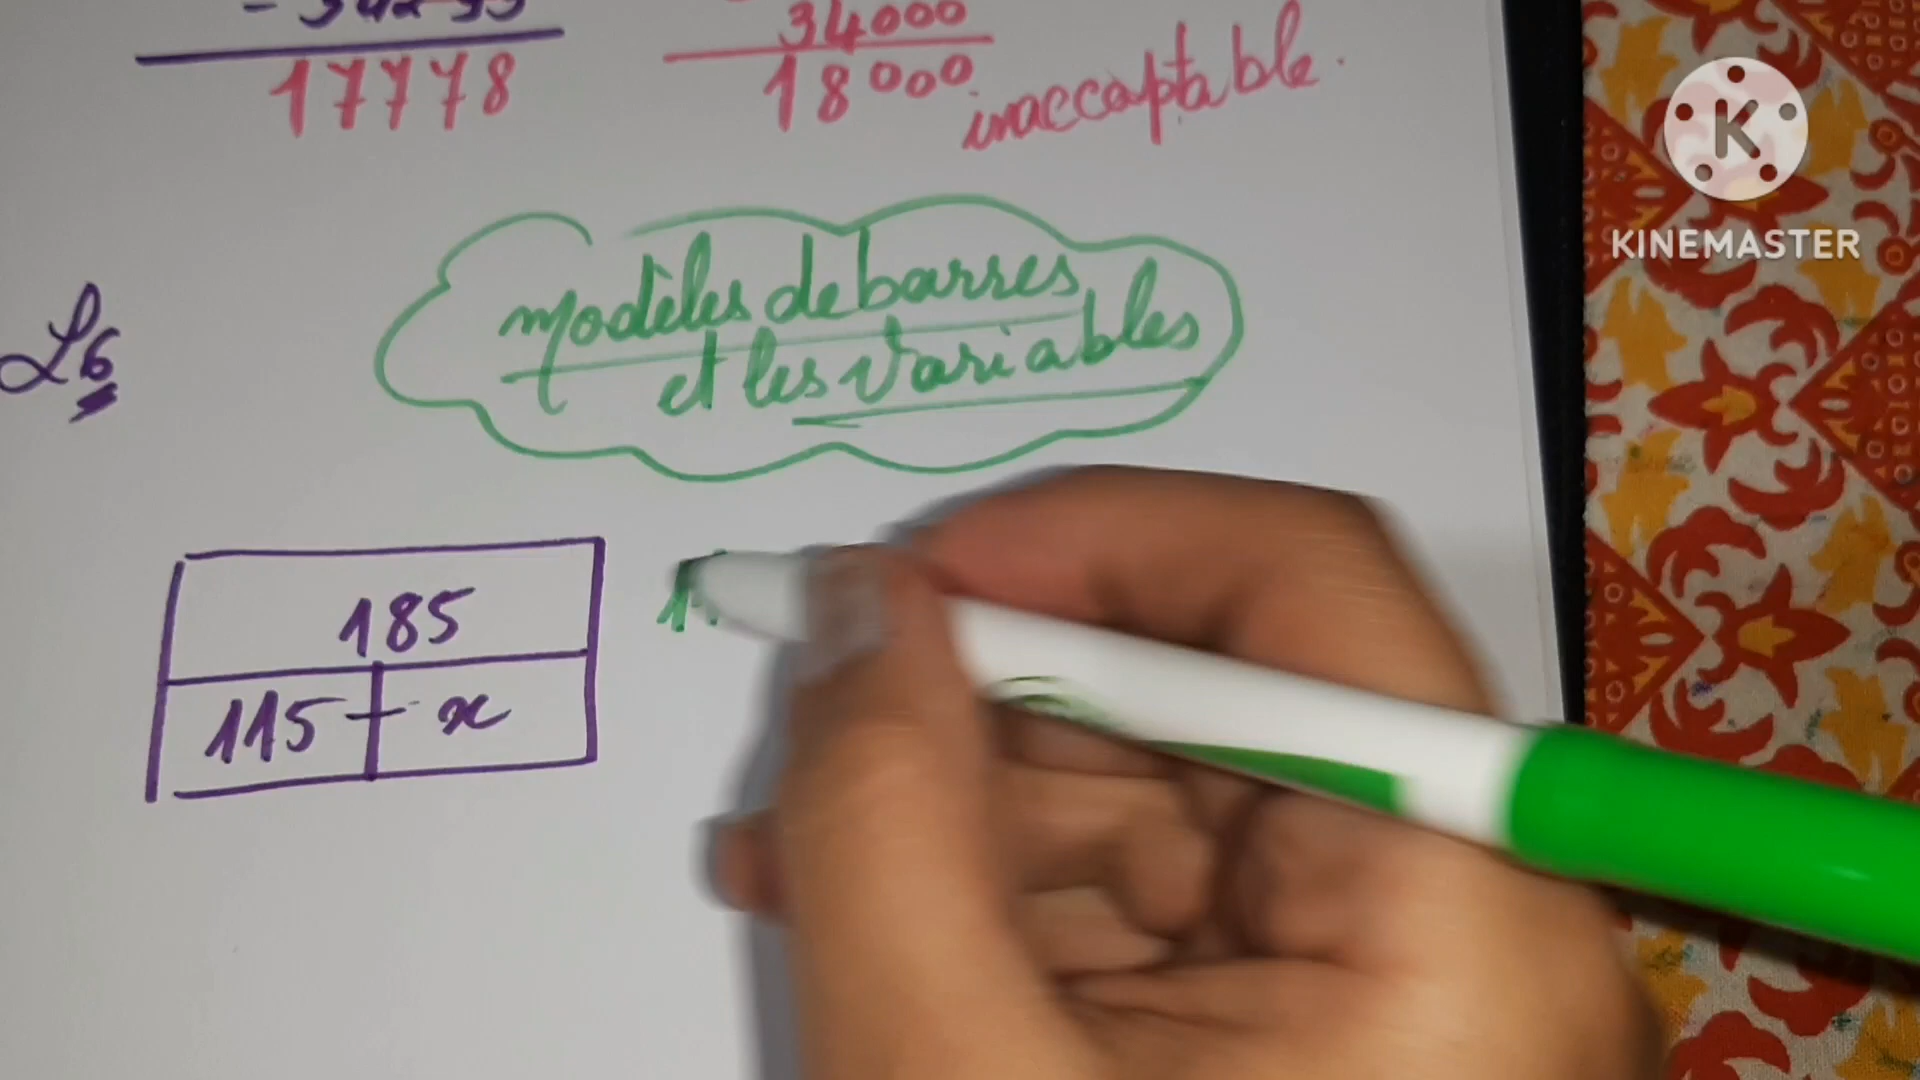 17778
34000
18000
inaccaptable.
K
KINEMASTER
L6
Modèles de barres
et les Variables
185
115 + x